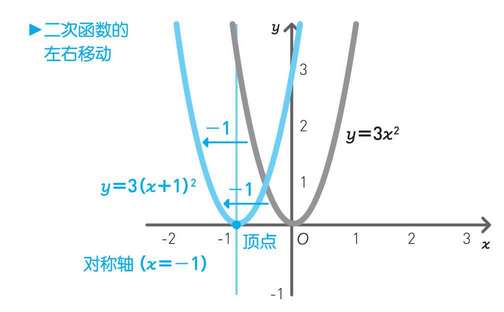 ▶二次函数的
左右移动
y
3
2
1
-1
-1
y=3x²
y=3(x+1)²
-2 -1 O 1 2 3 x
顶点
对称轴 (x=-1)
-1